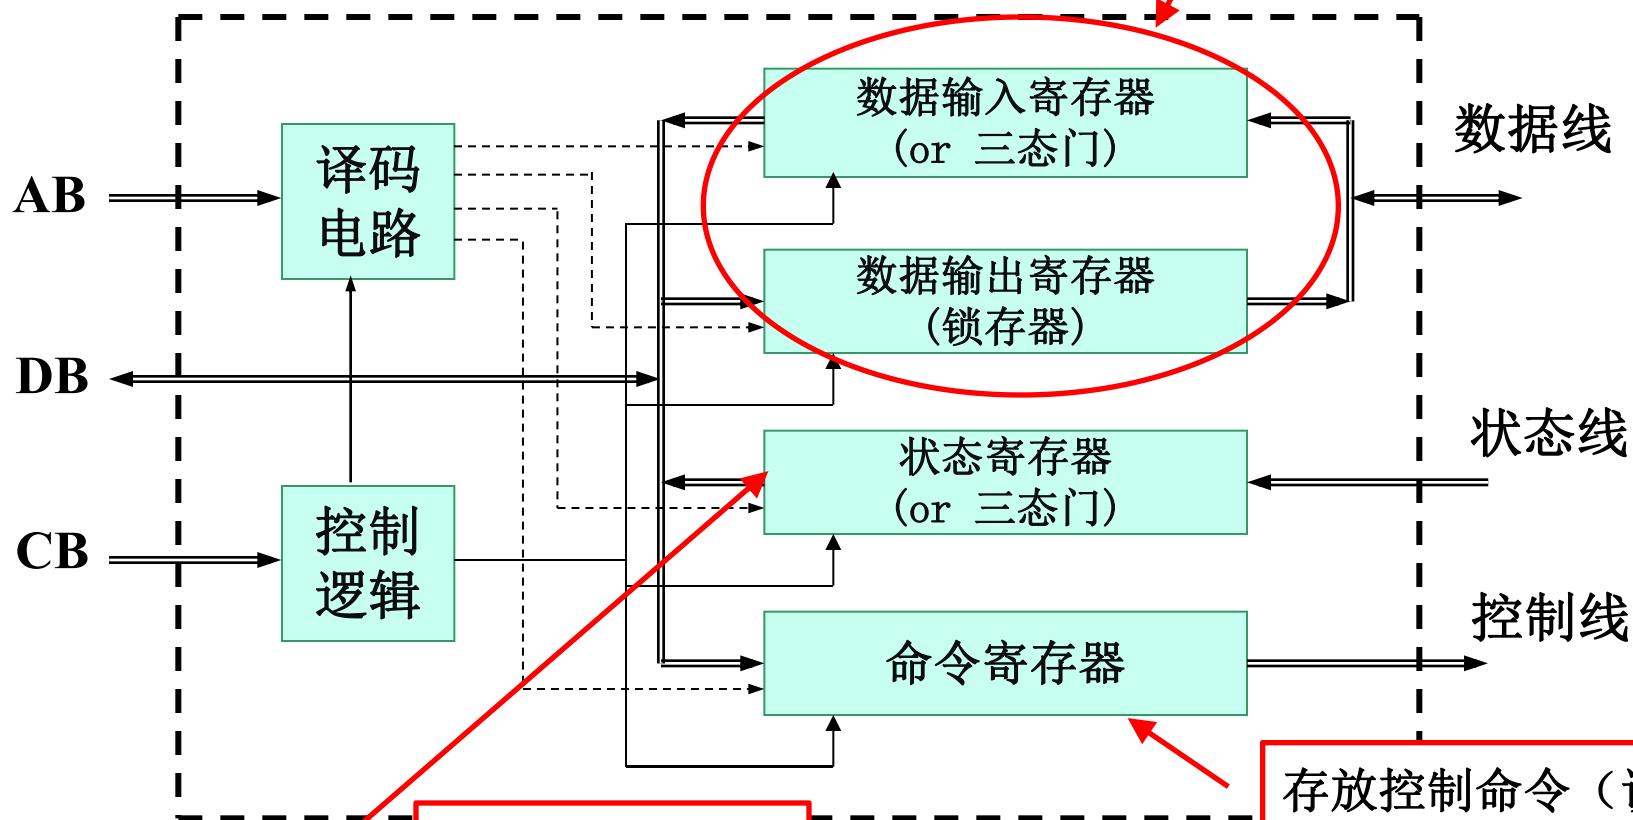 数据输入寄存器
(or 三态门)
数据线
译码
电路
AB
数据输出寄存器
(锁存器)
DB
状态寄存器
(or 三态门)
状态线
控制
逻辑
CB
控制线
命令寄存器
存放控制命令（